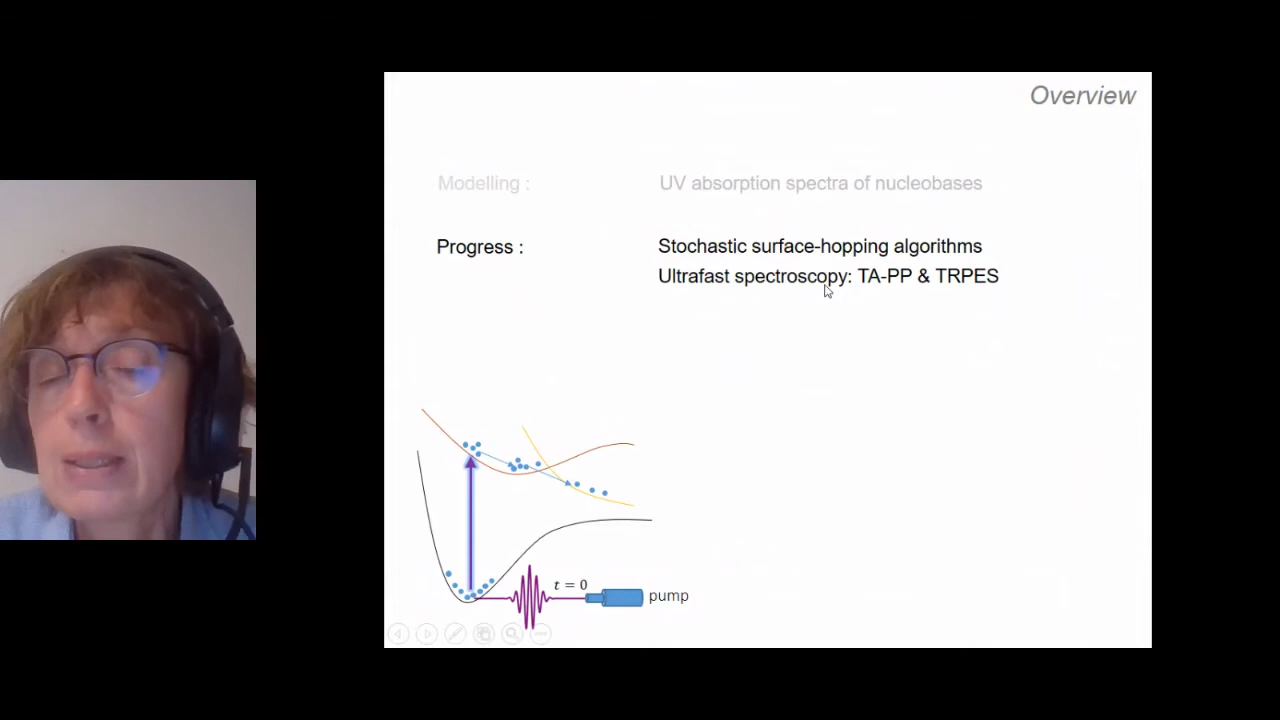 Overview
Modelling :
UV absorption spectra of nucleobases
Progress :
Stochastic surface-hopping algorithms
Ultrafast spectroscopy: TA-PP & TRPES
t = 0
pump